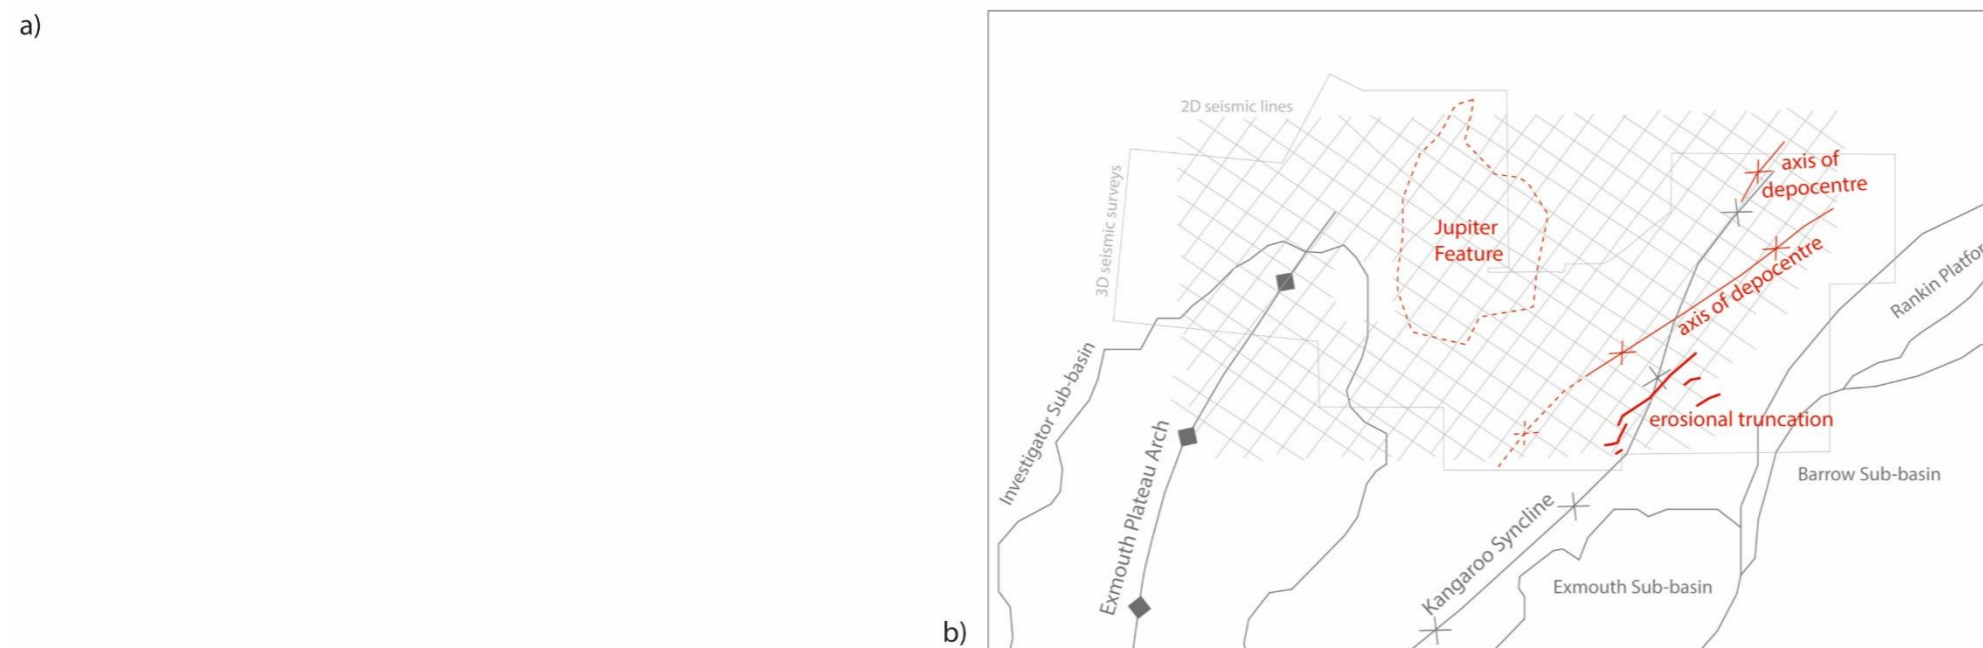 a)
2D seismic lines
3D seismic surveys
axis of
depocentre
Jupiter
Feature
axis of depocentre
Investigator Sub-basin
Exmouth Plateau Arch
erosional truncation
Barrow Sub-basin
Kangaroo Syncline
Exmouth Sub-basin
Rankin
b)